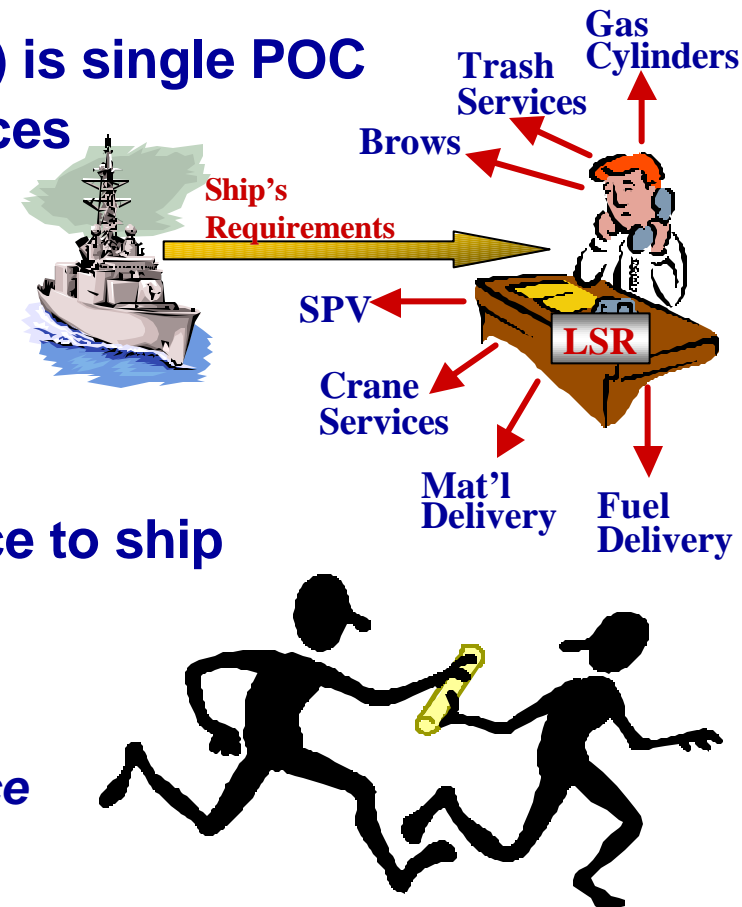 ) is single POC
ces
Gas
Cylinders
Trash
Services
Brows
Ship's
Requirements
SPV
LSR
Crane
Services
Mat'l
Delivery
Fuel
Delivery
ce to ship
ce